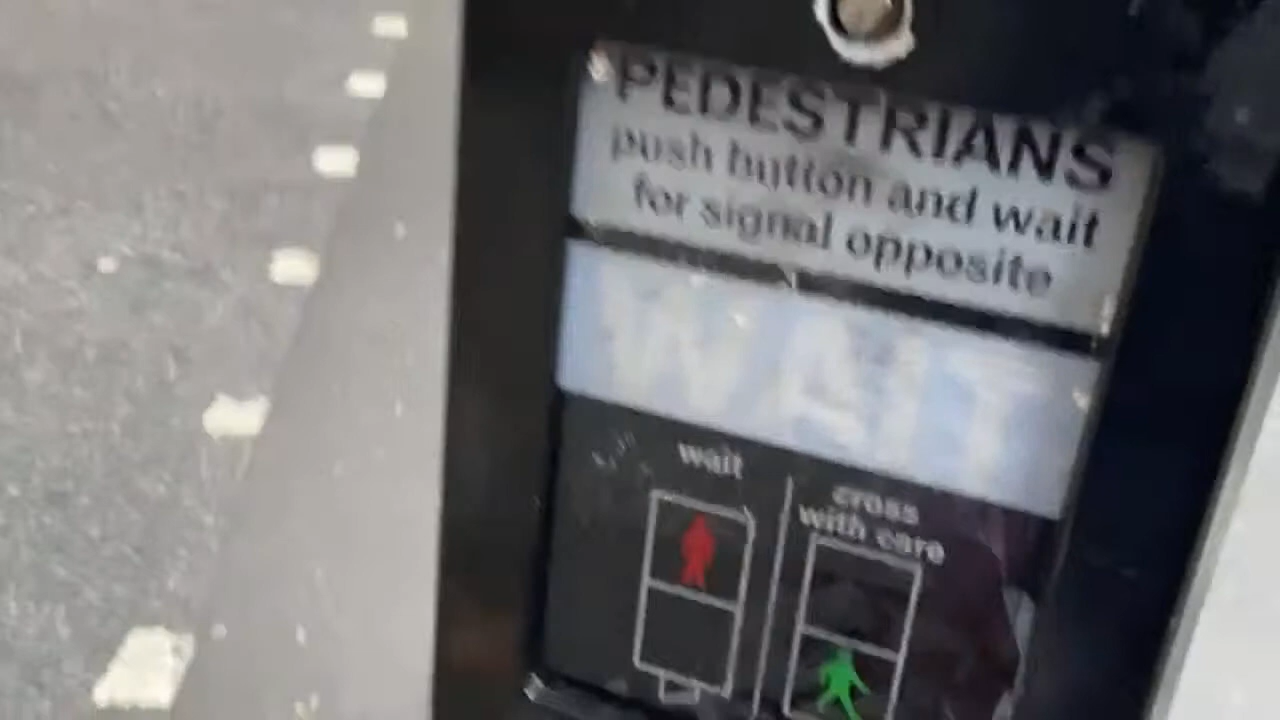 PEDESTRIANS
push button and wait
for signal opposite
WAIT
wait
cross
with care